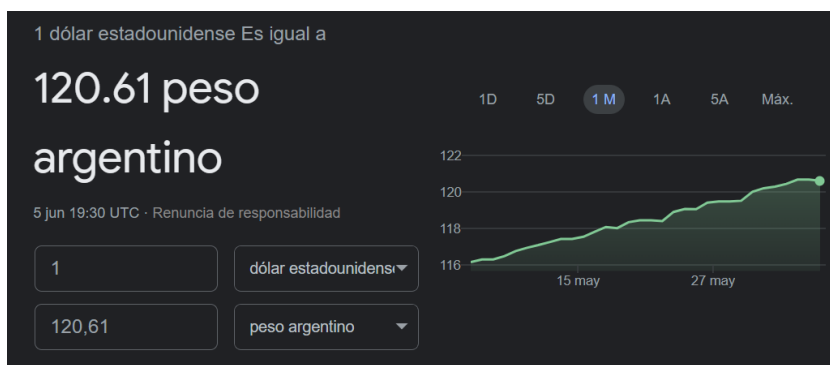 1 dólar estadounidense Es igual a
120.61 peso
argentino
5 jun 19:30 UTC · Renuncia de responsabilidad
1
dólar estadounidens
120,61
peso argentino
1D 5D 1 M 1A 5A Máx.
122
120
118
116
15 may 27 may